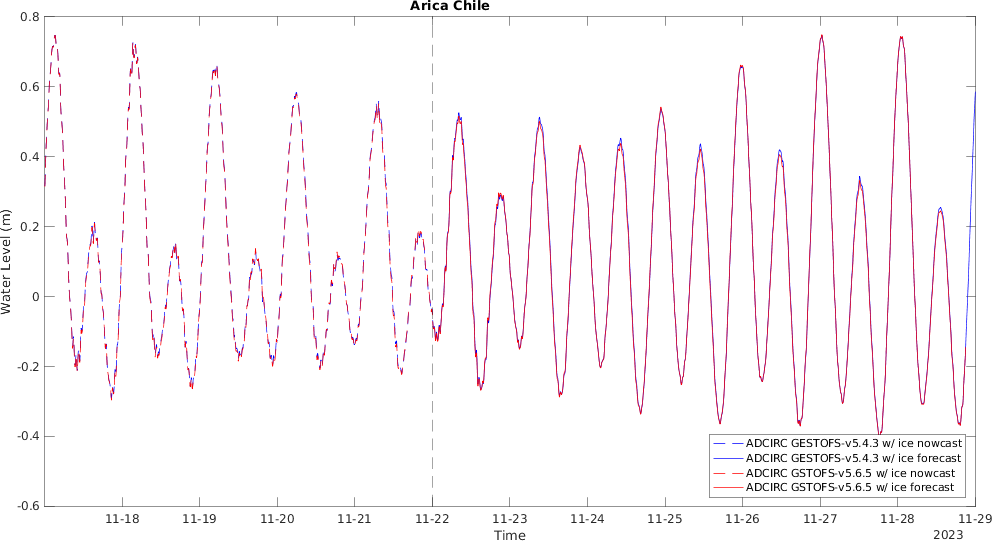 Arica Chile
0.8
0.6
0.4
0.2
0
-0.2
-0.4
-0.6
Water Level (m)
ADCIRC GESTOFS-v5.4.3 w/ ice nowcast
ADCIRC GESTOFS-v5.4.3 w/ ice forecast
ADCIRC GSTOFS-v5.6.5 w/ ice nowcast
ADCIRC GSTOFS-v5.6.5 w/ ice forecast
11-18 11-19 11-20 11-21 11-22 11-23 11-24 11-25 11-26 11-27 11-28 11-29
Time 2023